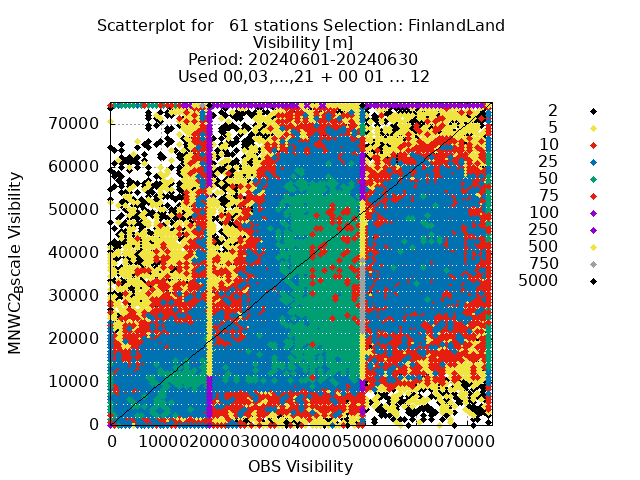 Scatterplot for   61 stations Selection: FinlandLand
Visibility [m]
Period: 20240601-20240630
Used 00,03,...,21 + 00 01 ... 12
70000
60000
50000
40000
30000
20000
10000
0
MNWC2.8scale Visibility
0 10000 20000 30000 40000 50000 60000 70000
OBS Visibility
2
5
10
25
50
75
100
250
500
750
5000